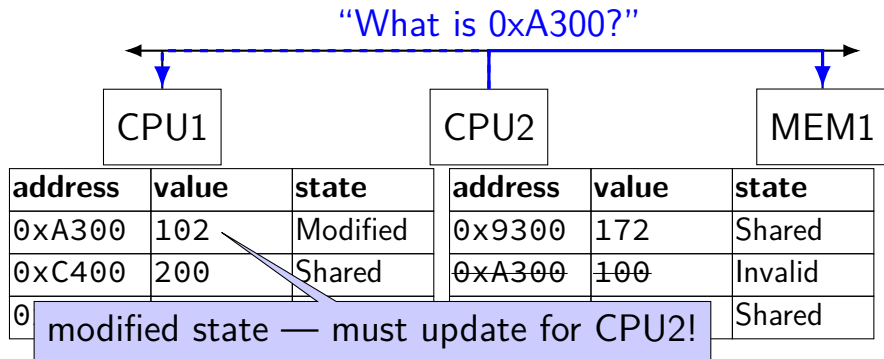 “What is 0xA300?”
CPU1 CPU2 MEM1
address value state address value state
0xA300 102 Modified 0x9300 172 Shared
0xC400 200 Shared 0xA300 100 Invalid
0 Shared
modified state — must update for CPU2!